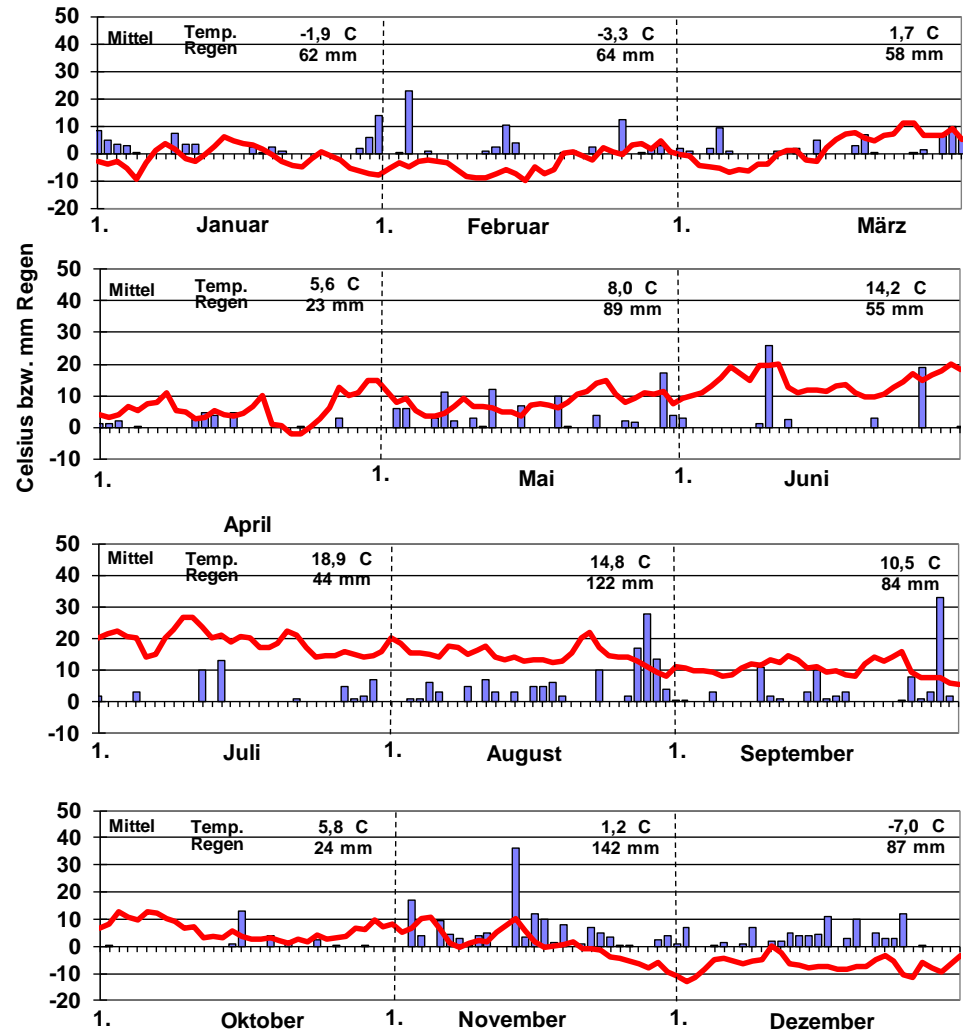 Celsius bzw. mm Regen
50
40
30
20
10
0
-10
-20
Mittel Temp. -1,9 C -3,3 C 1,7 C
Regen 62 mm 64 mm 58 mm
1. Januar 1. Februar 1. März
50
40
30
20
10
0
-10
Mittel Temp. 5,6 C 8,0 C 14,2 C
Regen 23 mm 89 mm 55 mm
1. 1. Mai 1. Juni
April
50
40
30
20
10
0
-10
Mittel Temp. 18,9 C 14,8 C 10,5 C
Regen 44 mm 122 mm 84 mm
1. Juli 1. August 1. September
50
40
30
20
10
0
-10
-20
Mittel Temp. 5,8 C 1,2 C -7,0 C
Regen 24 mm 142 mm 87 mm
1. Oktober 1. November 1. Dezember